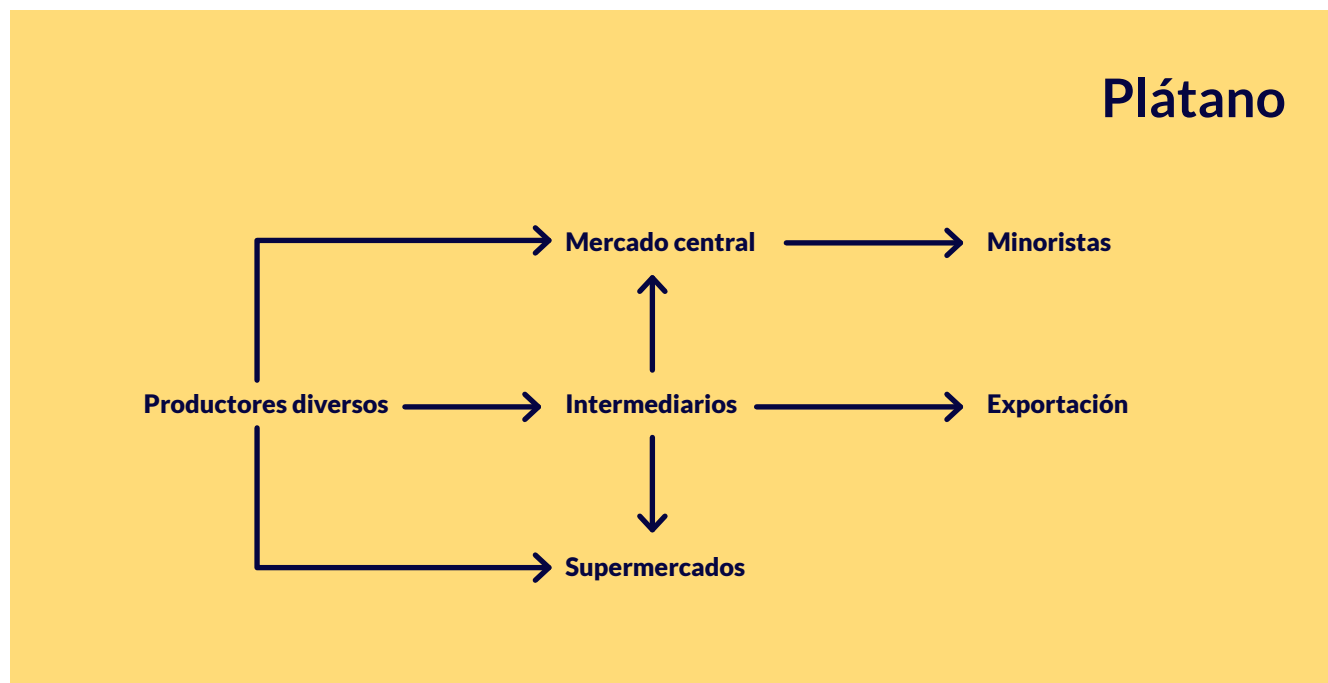 Plátano
Mercado central
Minoristas
Productores diversos
Intermediarios
Exportación
Supermercados